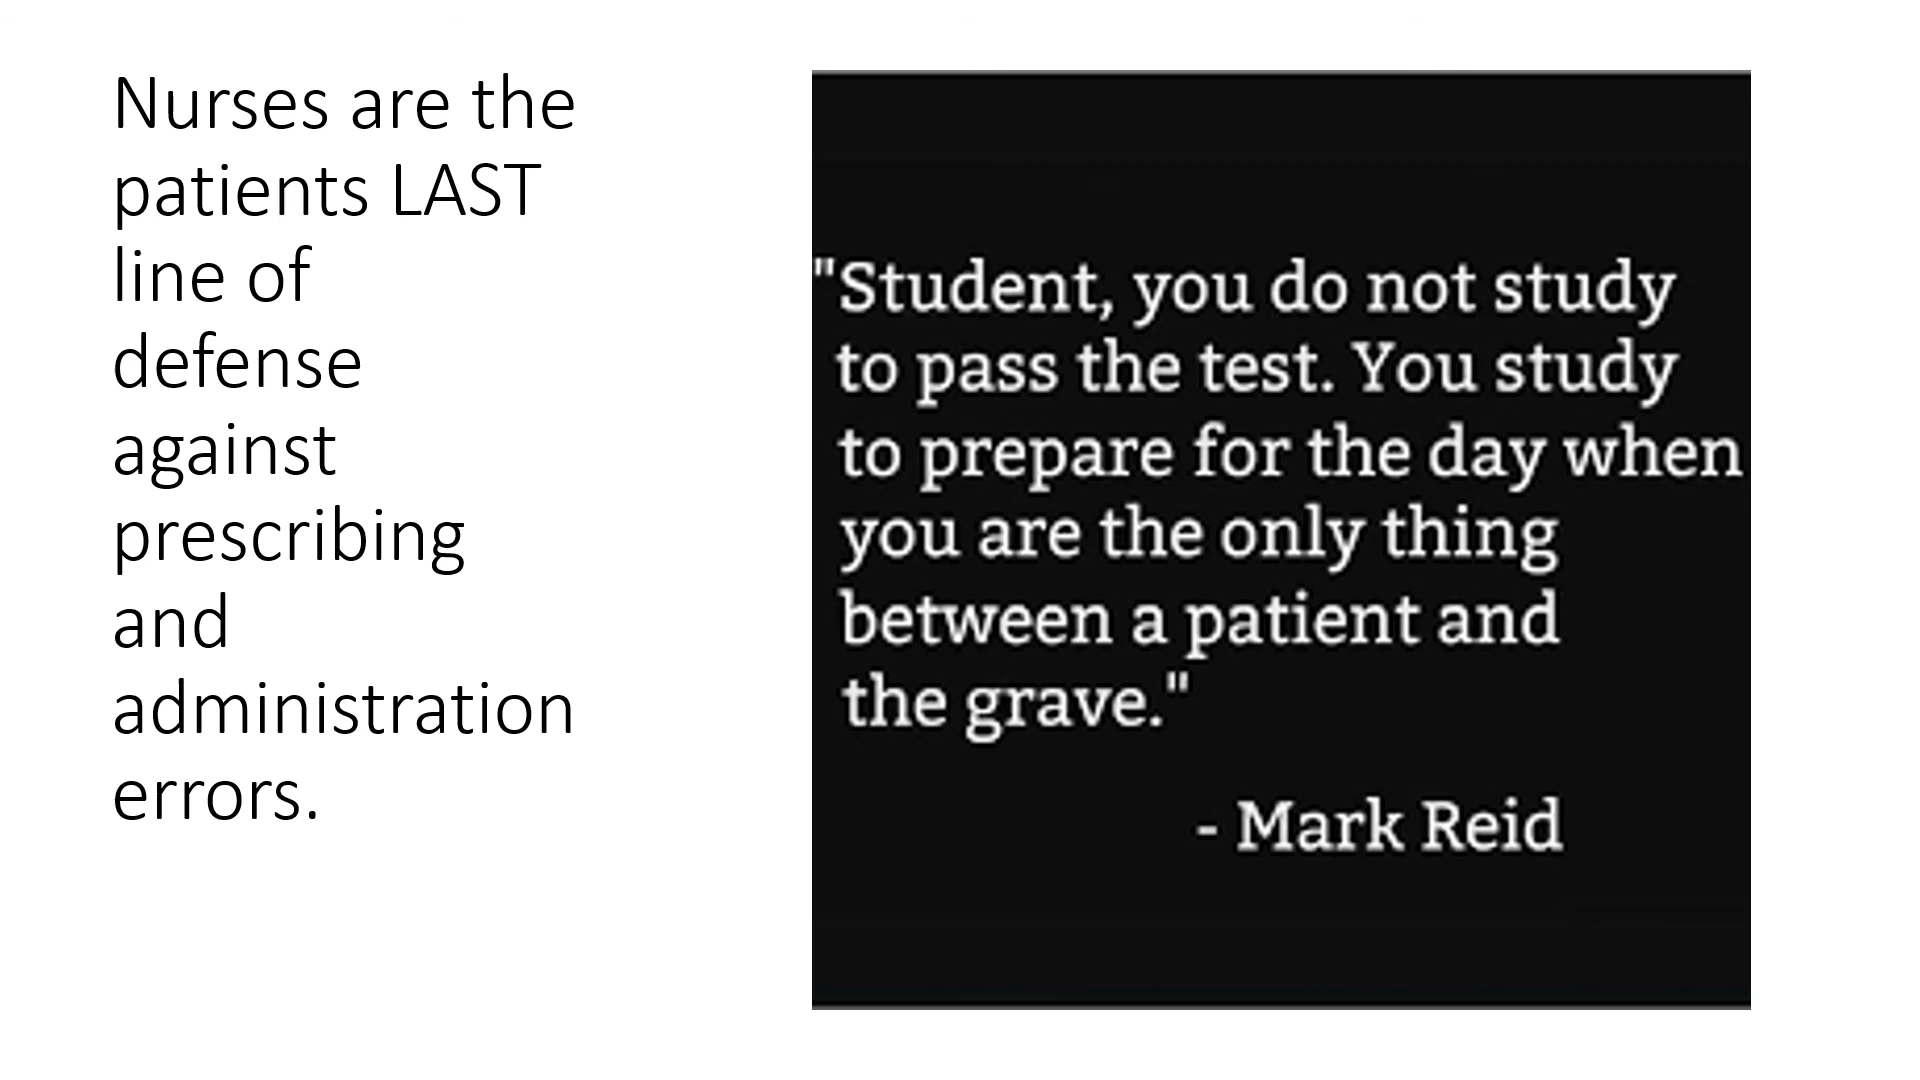 Nurses are the
patients LAST
line of
defense
against
prescribing
and
administration
errors.
"Student, you do not study
to pass the test. You study
to prepare for the day when
you are the only thing
between a patient and
the grave."
- Mark Reid